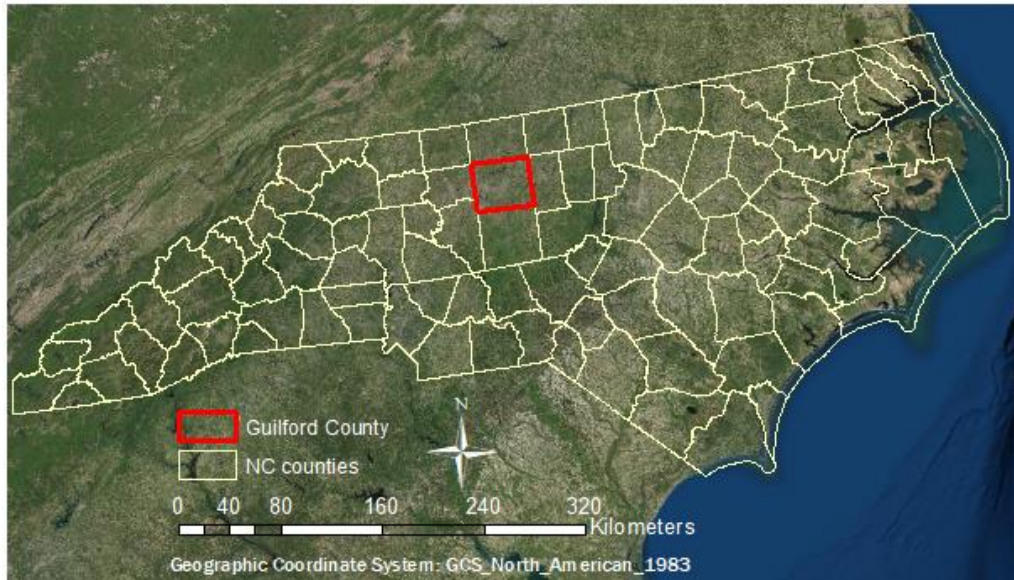 N
Guilford County
NC counties
0 40 80 160 240 320
Kilometers
Geographic Coordinate System: GCS_North_American_1983